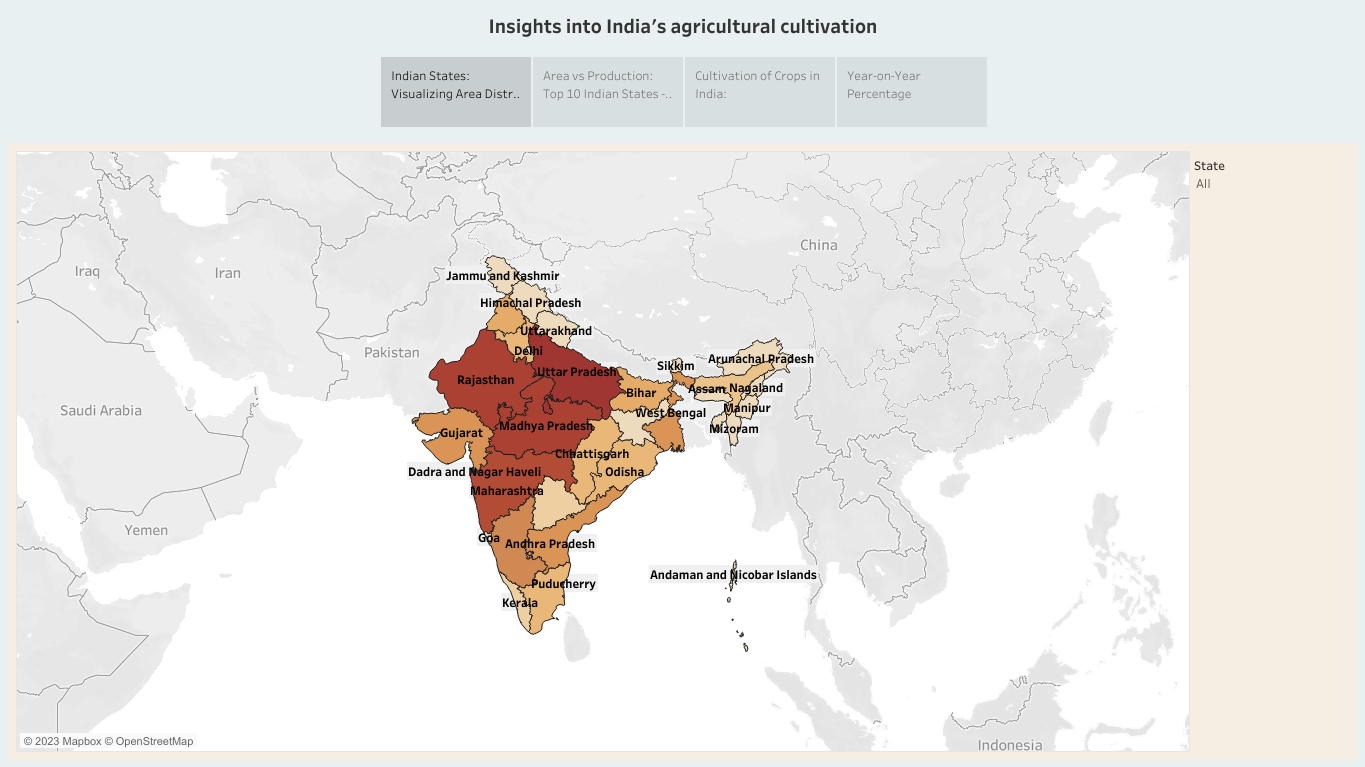 Insights into India's agricultural cultivation
Indian States:
Visualizing Area Distr..
Area vs Production:
Top 10 Indian States -..
Cultivation of Crops in
India:
Year-on-Year
Percentage
State
All
China
Iraq
Iran
Jammu and Kashmir
Himachal Pradesh
Uttarakhand
Pakistan
Delhi
Arunachal Pradesh
Sikkim
Uttar Pradesh
Rajasthan
Assam
Nagaland
Bihar
Saudi Arabia
Manipur
West Bengal
Madhya Pradesh
Mizoram
Gujarat
Chhattisgarh
Dadra and Nagar Haveli
Odisha
Maharashtra
Yemen
Goa
Andhra Pradesh
Andaman and Nicobar Islands
Puducherry
Kerala
© 2023 Mapbox © OpenStreetMap
Indonesia